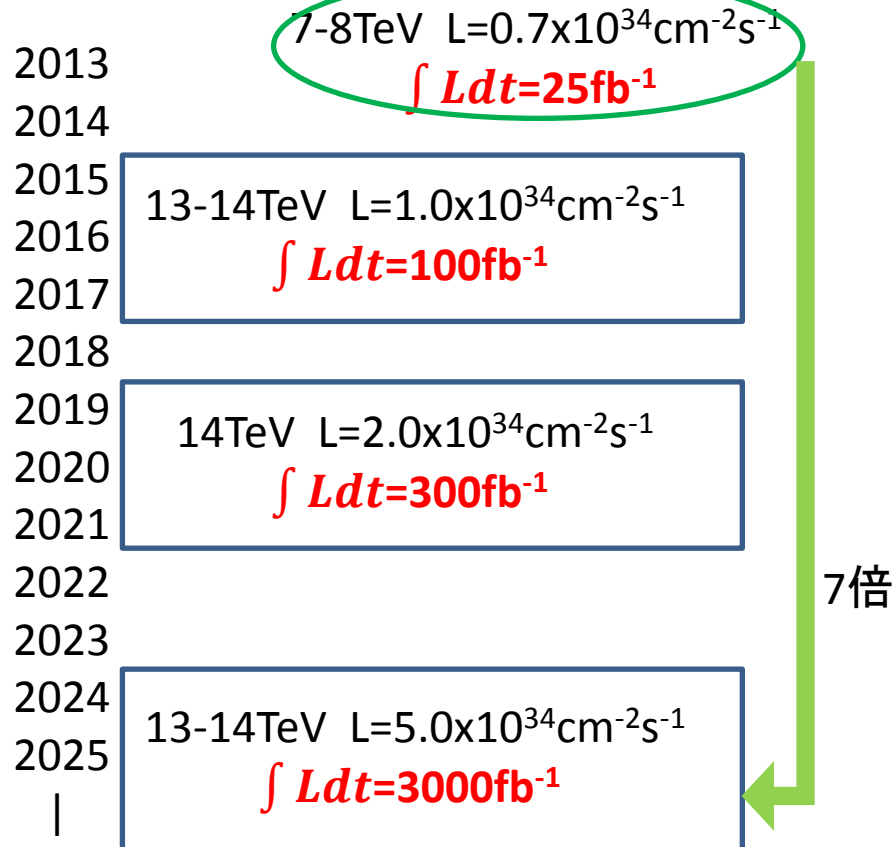 7-8TeV L=0.7x10³⁴cm⁻²s⁻¹
2013
∫ Ldt=25fb⁻¹
2014
2015
13-14TeV L=1.0x10³⁴cm⁻²s⁻¹
2016
∫ Ldt=100fb⁻¹
2017
2018
2019
14TeV L=2.0x10³⁴cm⁻²s⁻¹
2020
∫ Ldt=300fb⁻¹
2021
2022
7倍
2023
2024
13-14TeV L=5.0x10³⁴cm⁻²s⁻¹
2025
∫ Ldt=3000fb⁻¹
|